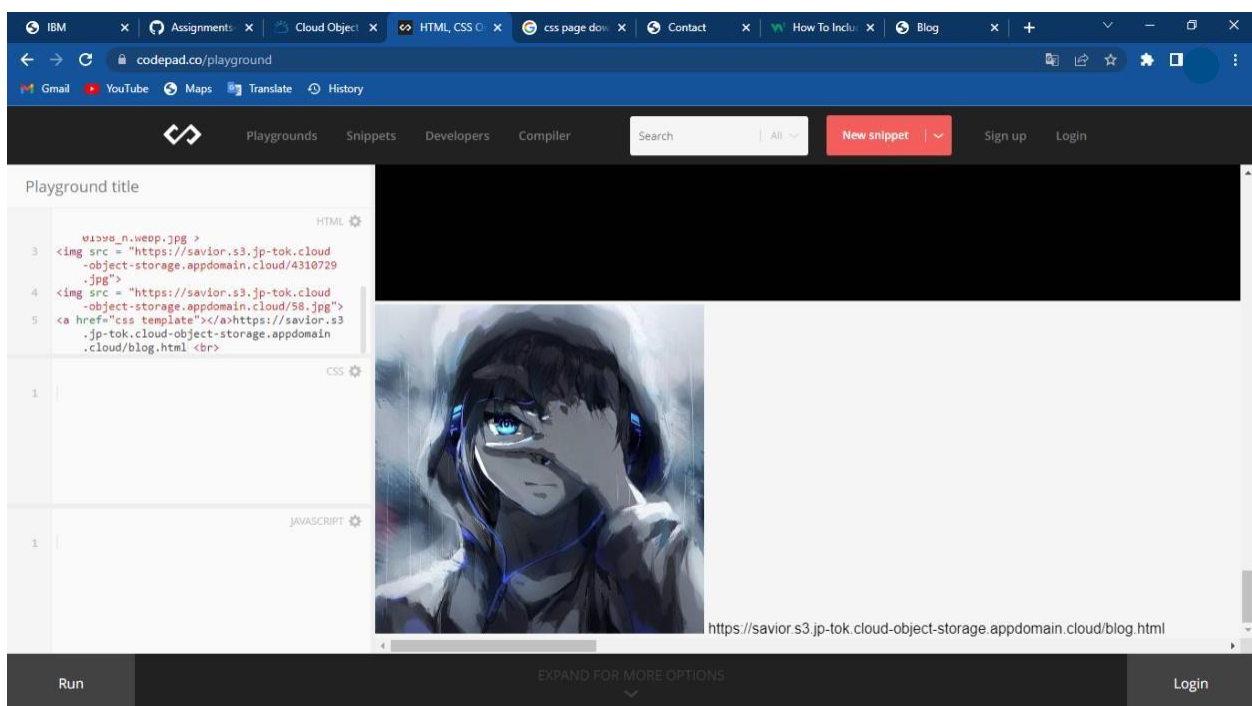 IBM
Assignments-
Cloud Object
HTML, CSS O
css page dow
Contact
How To Inclu
Blog
codepad.co/playground
Gmail YouTube Maps Translate History
Playgrounds Snippets Developers Compiler Search All New snippet Sign up Login
Playground title
HTML
01598_n.webp.jpg >
3 <img src = "https://savior.s3.jp-tok.cloud
-object-storage.appdomain.cloud/4310729
.jpg">
4 <img src = "https://savior.s3.jp-tok.cloud
-object-storage.appdomain.cloud/58.jpg">
5 <a href="css template"></a>https://savior.s3
.jp-tok.cloud-object-storage.appdomain
.cloud/blog.html <br>
CSS
1
JAVASCRIPT
1
https://savior.s3.jp-tok.cloud-object-storage.appdomain.cloud/blog.html
Run
EXPAND FOR MORE OPTIONS
Login